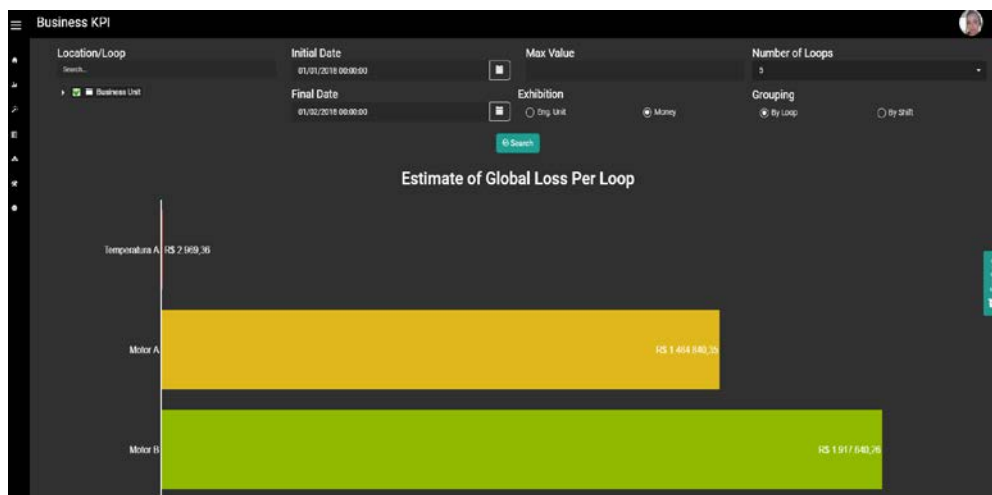 Business KPI
Location/Loop
Search...
Business Unit
Initial Date
01/01/2018 00:00:00
Final Date
01/02/2018 00:00:00
Max Value
Exhibition
Eng. Unit
Money
Number of Loops
5
Grouping
By Loop
By Shift
Search
Estimate of Global Loss Per Loop
Temperatura A
R$ 2 969,36
Motor A
R$ 1 484 840,35
Motor B
R$ 1 917 640,26